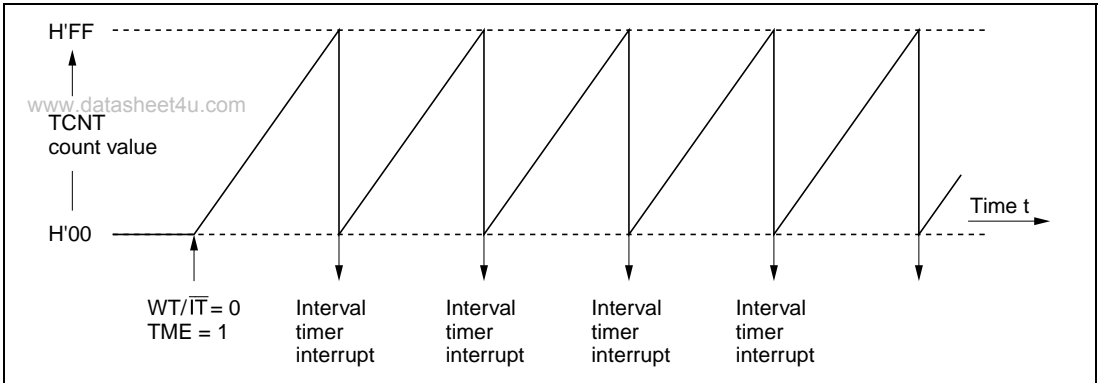 H'FF
www.datasheet4u.com
TCNT
count value
H'00
Time t
WT/I̅T̅ = 0
TME = 1
Interval
timer
interrupt
Interval
timer
interrupt
Interval
timer
interrupt
Interval
timer
interrupt